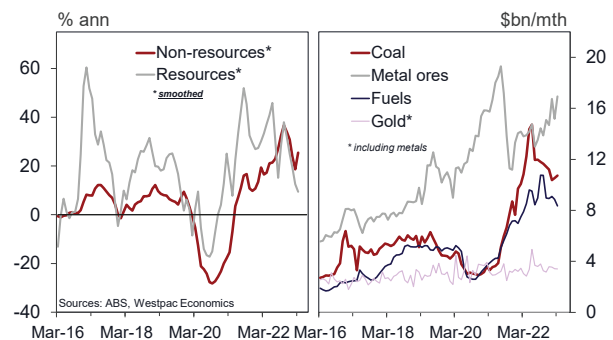 % ann
$bn/mth
Non-resources*
Resources*
* smoothed
60
40
20
0
-20
-40
Sources: ABS, Westpac Economics
Mar-16 Mar-18 Mar-20 Mar-22
Coal
Metal ores
Fuels
Gold*
* including metals
20
16
12
8
4
0
Mar-16 Mar-18 Mar-20 Mar-22